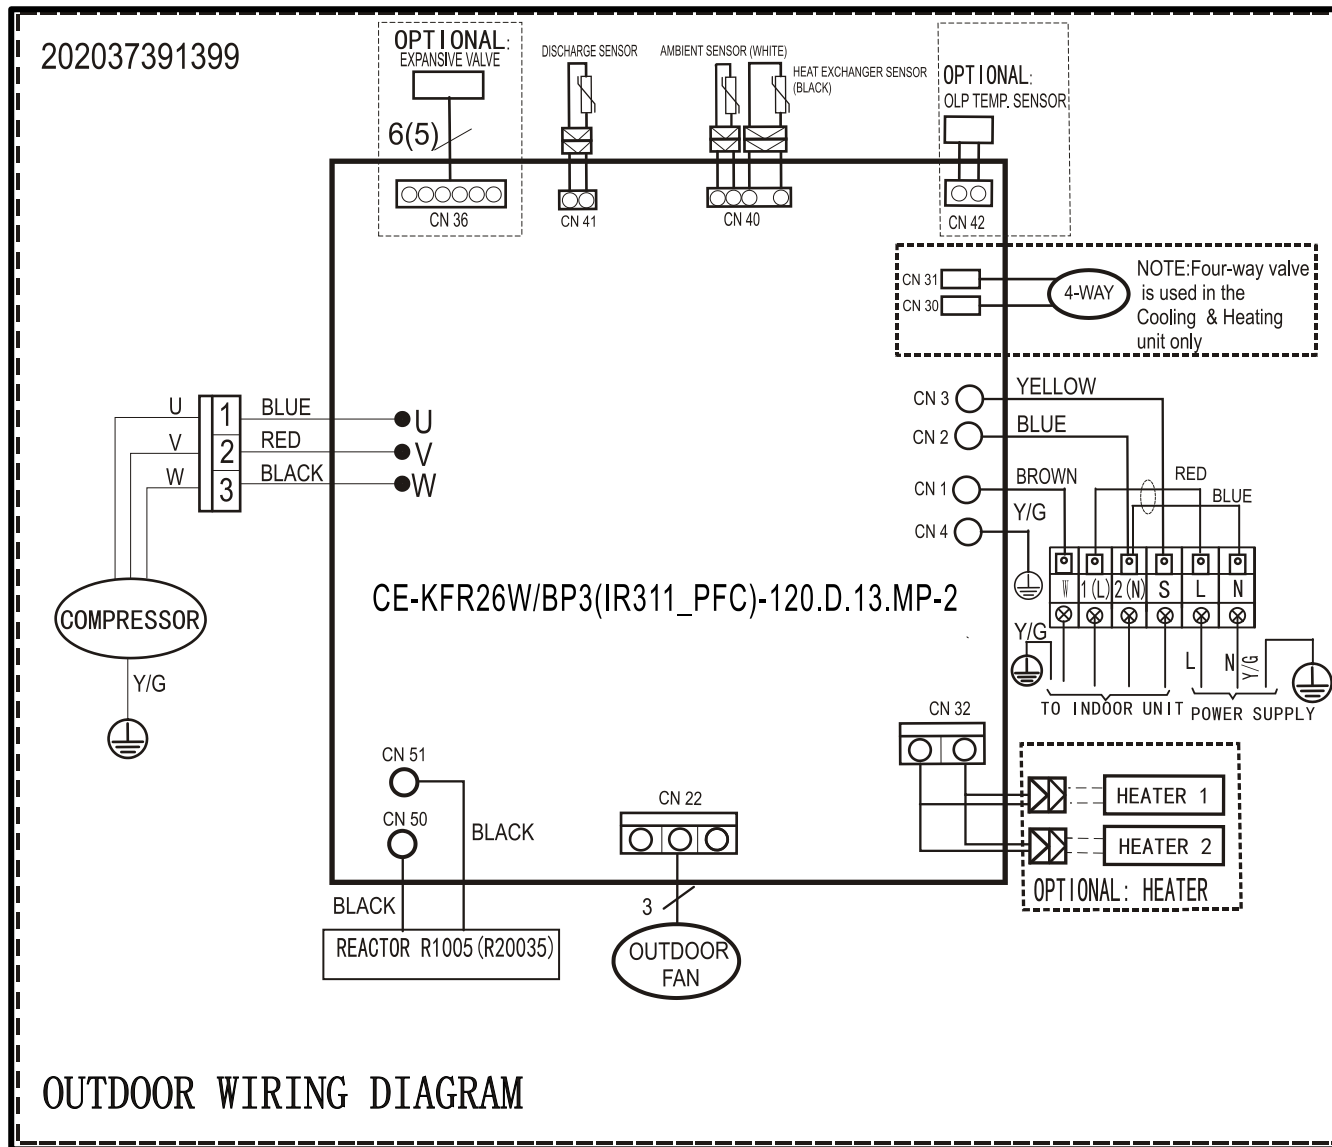 202037391399
OPTIONAL:
EXPANSIVE VALVE
6(5)
CN 36
DISCHARGE SENSOR
CN 41
AMBIENT SENSOR (WHITE)
HEAT EXCHANGER SENSOR
(BLACK)
CN 40
OPTIONAL:
OLP TEMP. SENSOR
CN 42
CN 31
CN 30
4-WAY
NOTE:Four-way valve
is used in the
Cooling & Heating
unit only
U 1 BLUE U
V 2 RED V
W 3 BLACK W
COMPRESSOR
Y/G
CN 3 YELLOW
CN 2 BLUE
CN 1 BROWN
CN 4 Y/G
RED
BLUE
W 1(L) 2(N) S L N
Y/G
L N Y/G
TO INDOOR UNIT
POWER SUPPLY
CE-KFR26W/BP3(IR311_PFC)-120.D.13.MP-2
CN 32
HEATER 1
HEATER 2
OPTIONAL: HEATER
CN 51
CN 50
BLACK
BLACK
REACTOR R1005(R20035)
CN 22
3
OUTDOOR
FAN
OUTDOOR WIRING DIAGRAM